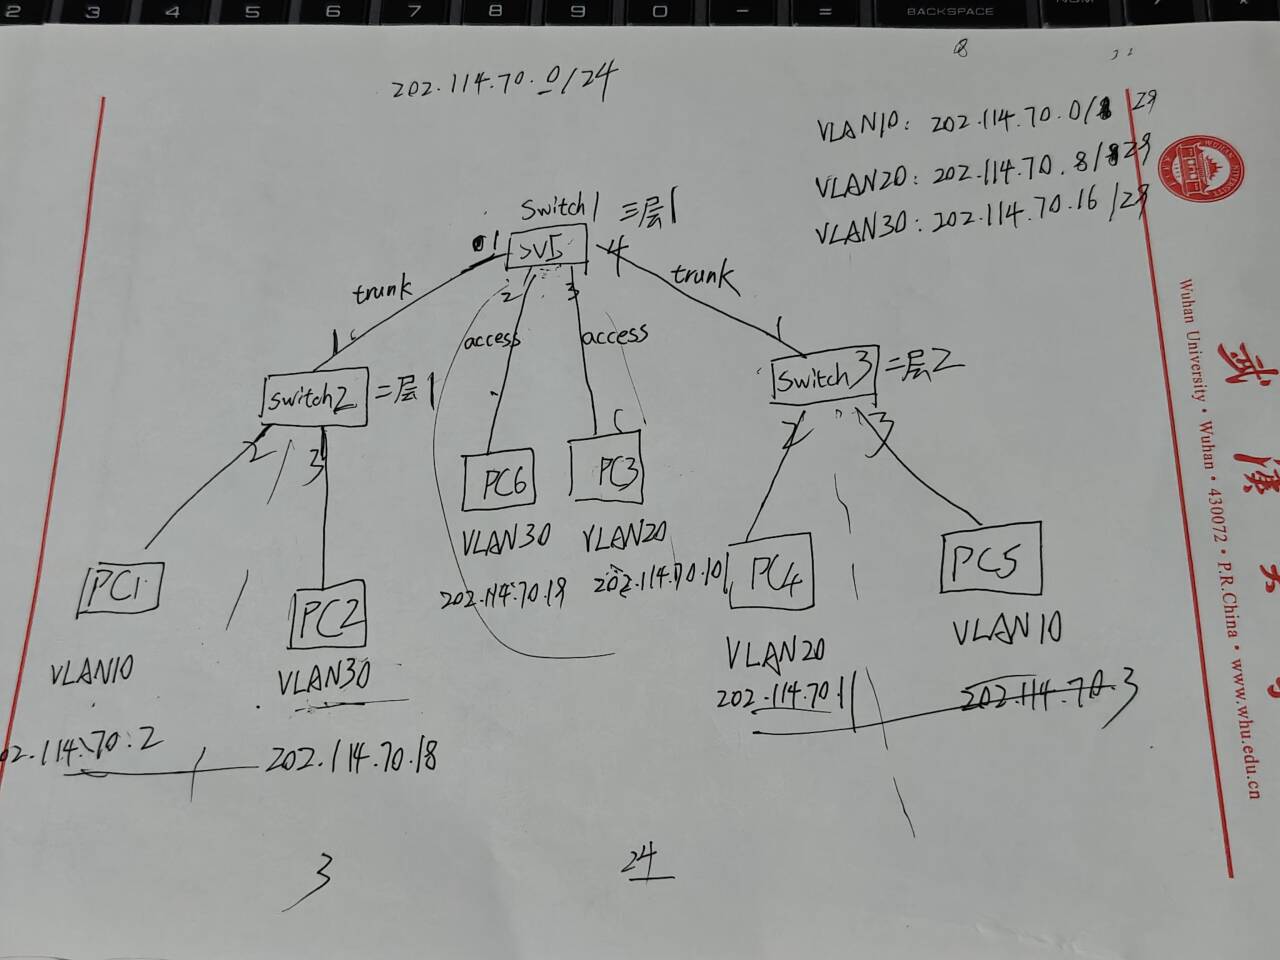 2 3 4 5 6 7 8 9 0 - = BACKSPACE
202.114.70.0/24
VLAN10: 202.114.70.0/29
VLAN20: 202.114.70.8/29
VLAN30: 202.114.70.16/29
Switch1 三层1
1 4
trunk trunk
2 3
access access
1 1
Switch2 二层1
Switch3 二层2
2 3 2 3
PC6 PC3
VLAN30 VLAN20
202.114.70.19 202.114.70.10
PC1 PC2 PC4 PC5
VLAN10 VLAN30 VLAN20 VLAN10
202.114.70.11 202.114.70.3
02.114.70.2 202.114.70.18
3 24
武漢大
Wuhan University • Wuhan • 430072 • P.R.China • www.whu.edu.cn